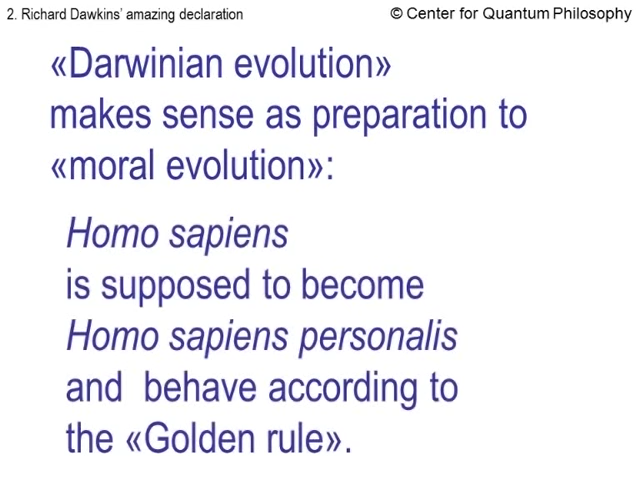 2. Richard Dawkins' amazing declaration
© Center for Quantum Philosophy
«Darwinian evolution»
makes sense as preparation to
«moral evolution»:
Homo sapiens
is supposed to become
Homo sapiens personalis
and  behave according to
the «Golden rule».